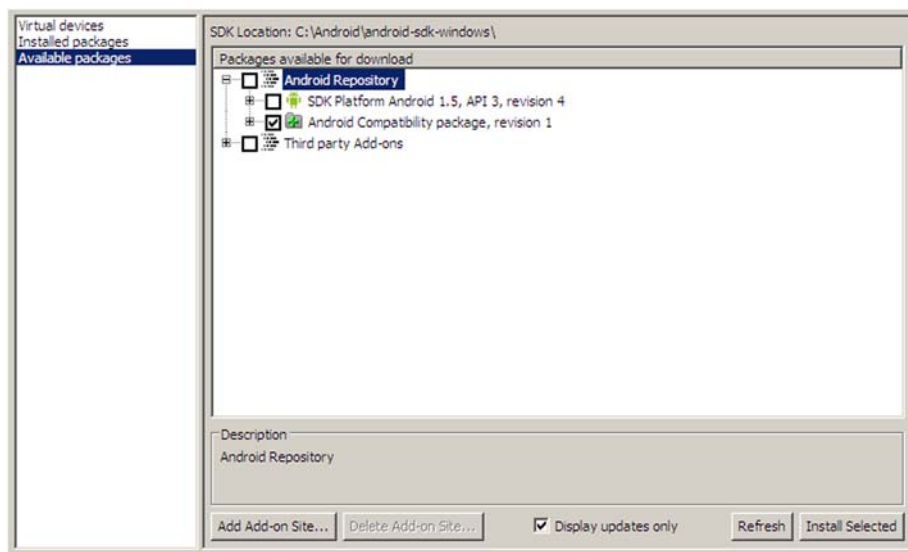 Virtual devices
Installed packages
Available packages
SDK Location: C:\Android\android-sdk-windows\
Packages available for download
Android Repository
SDK Platform Android 1.5, API 3, revision 4
Android Compatibility package, revision 1
Third party Add-ons
Description
Android Repository
Add Add-on Site... Delete Add-on Site... Display updates only Refresh Install Selected